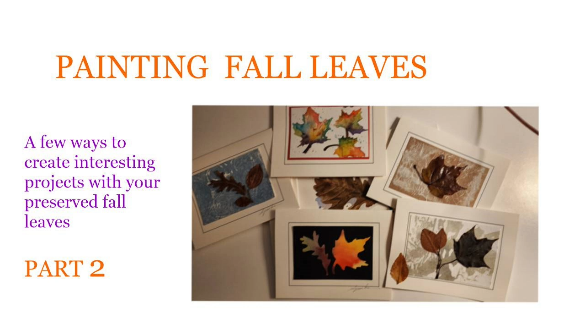 PAINTING FALL LEAVES
A few ways to
create interesting
projects with your
preserved fall
leaves
PART 2